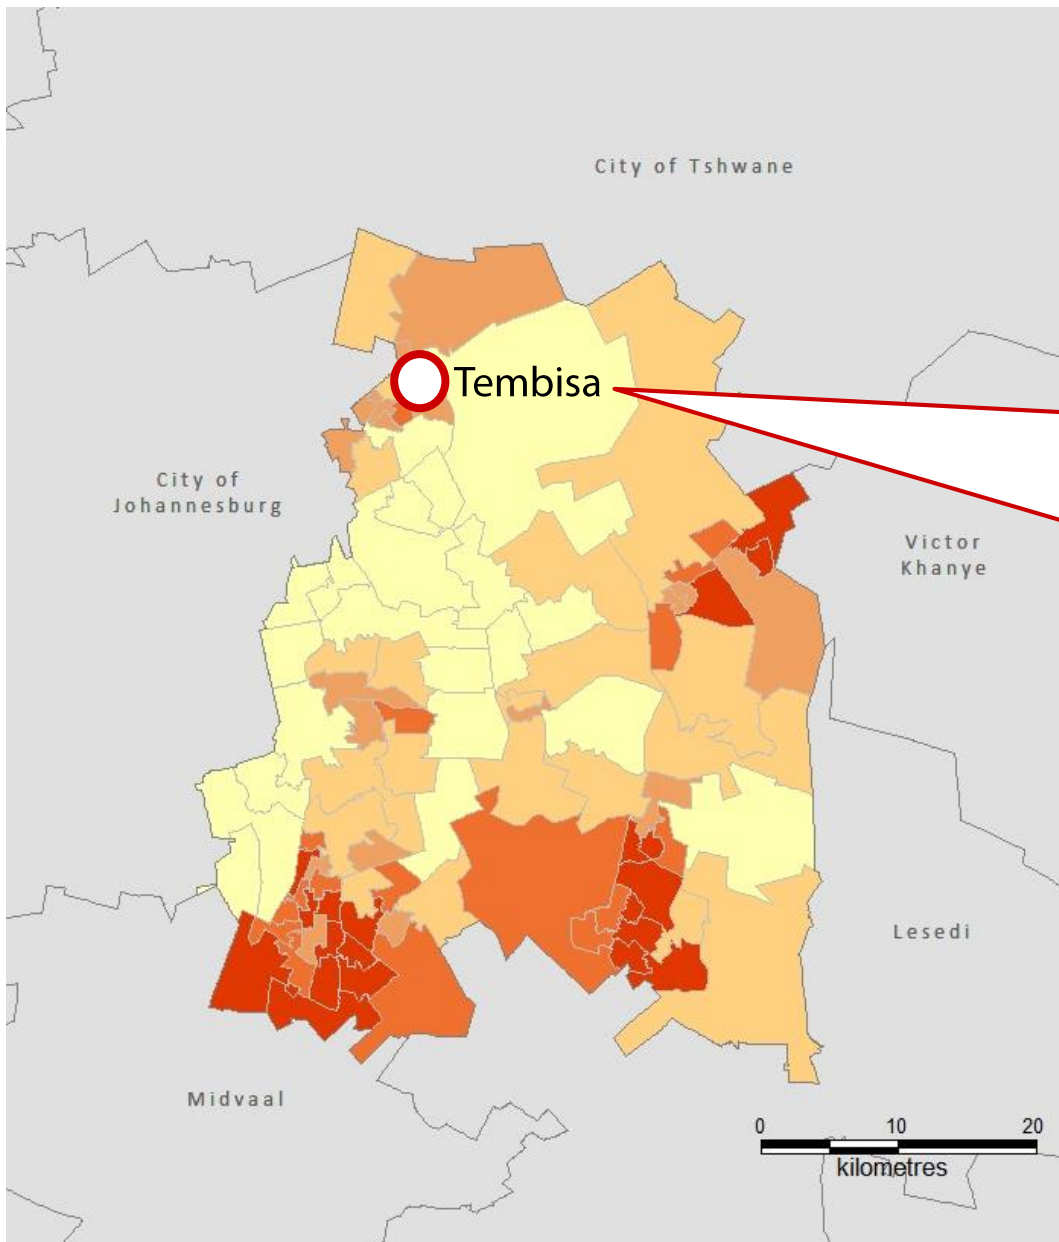 City of Tshwane
Tembisa
City of
Johannesburg
Victor
Khanye
Lesedi
Midvaal
0 10 20
kilometres